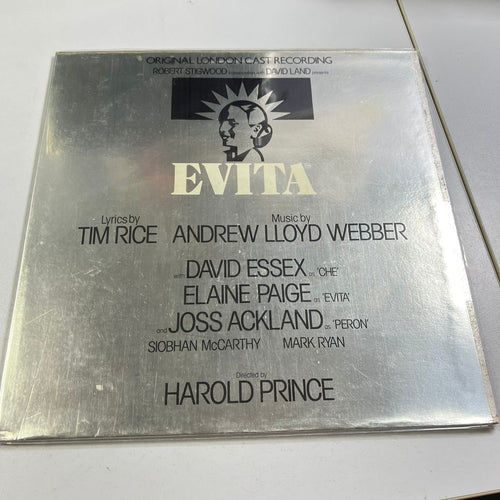 ORIGINAL LONDON CAST RECORDING
ROBERT STIGWOOD in association with DAVID LAND presents
EVITA
Lyrics by Music by
TIM RICE ANDREW LLOYD WEBBER
with DAVID ESSEX as 'CHE'
ELAINE PAIGE as 'EVITA'
and JOSS ACKLAND as 'PERON'
SIOBHAN McCARTHY MARK RYAN
Directed by
HAROLD PRINCE